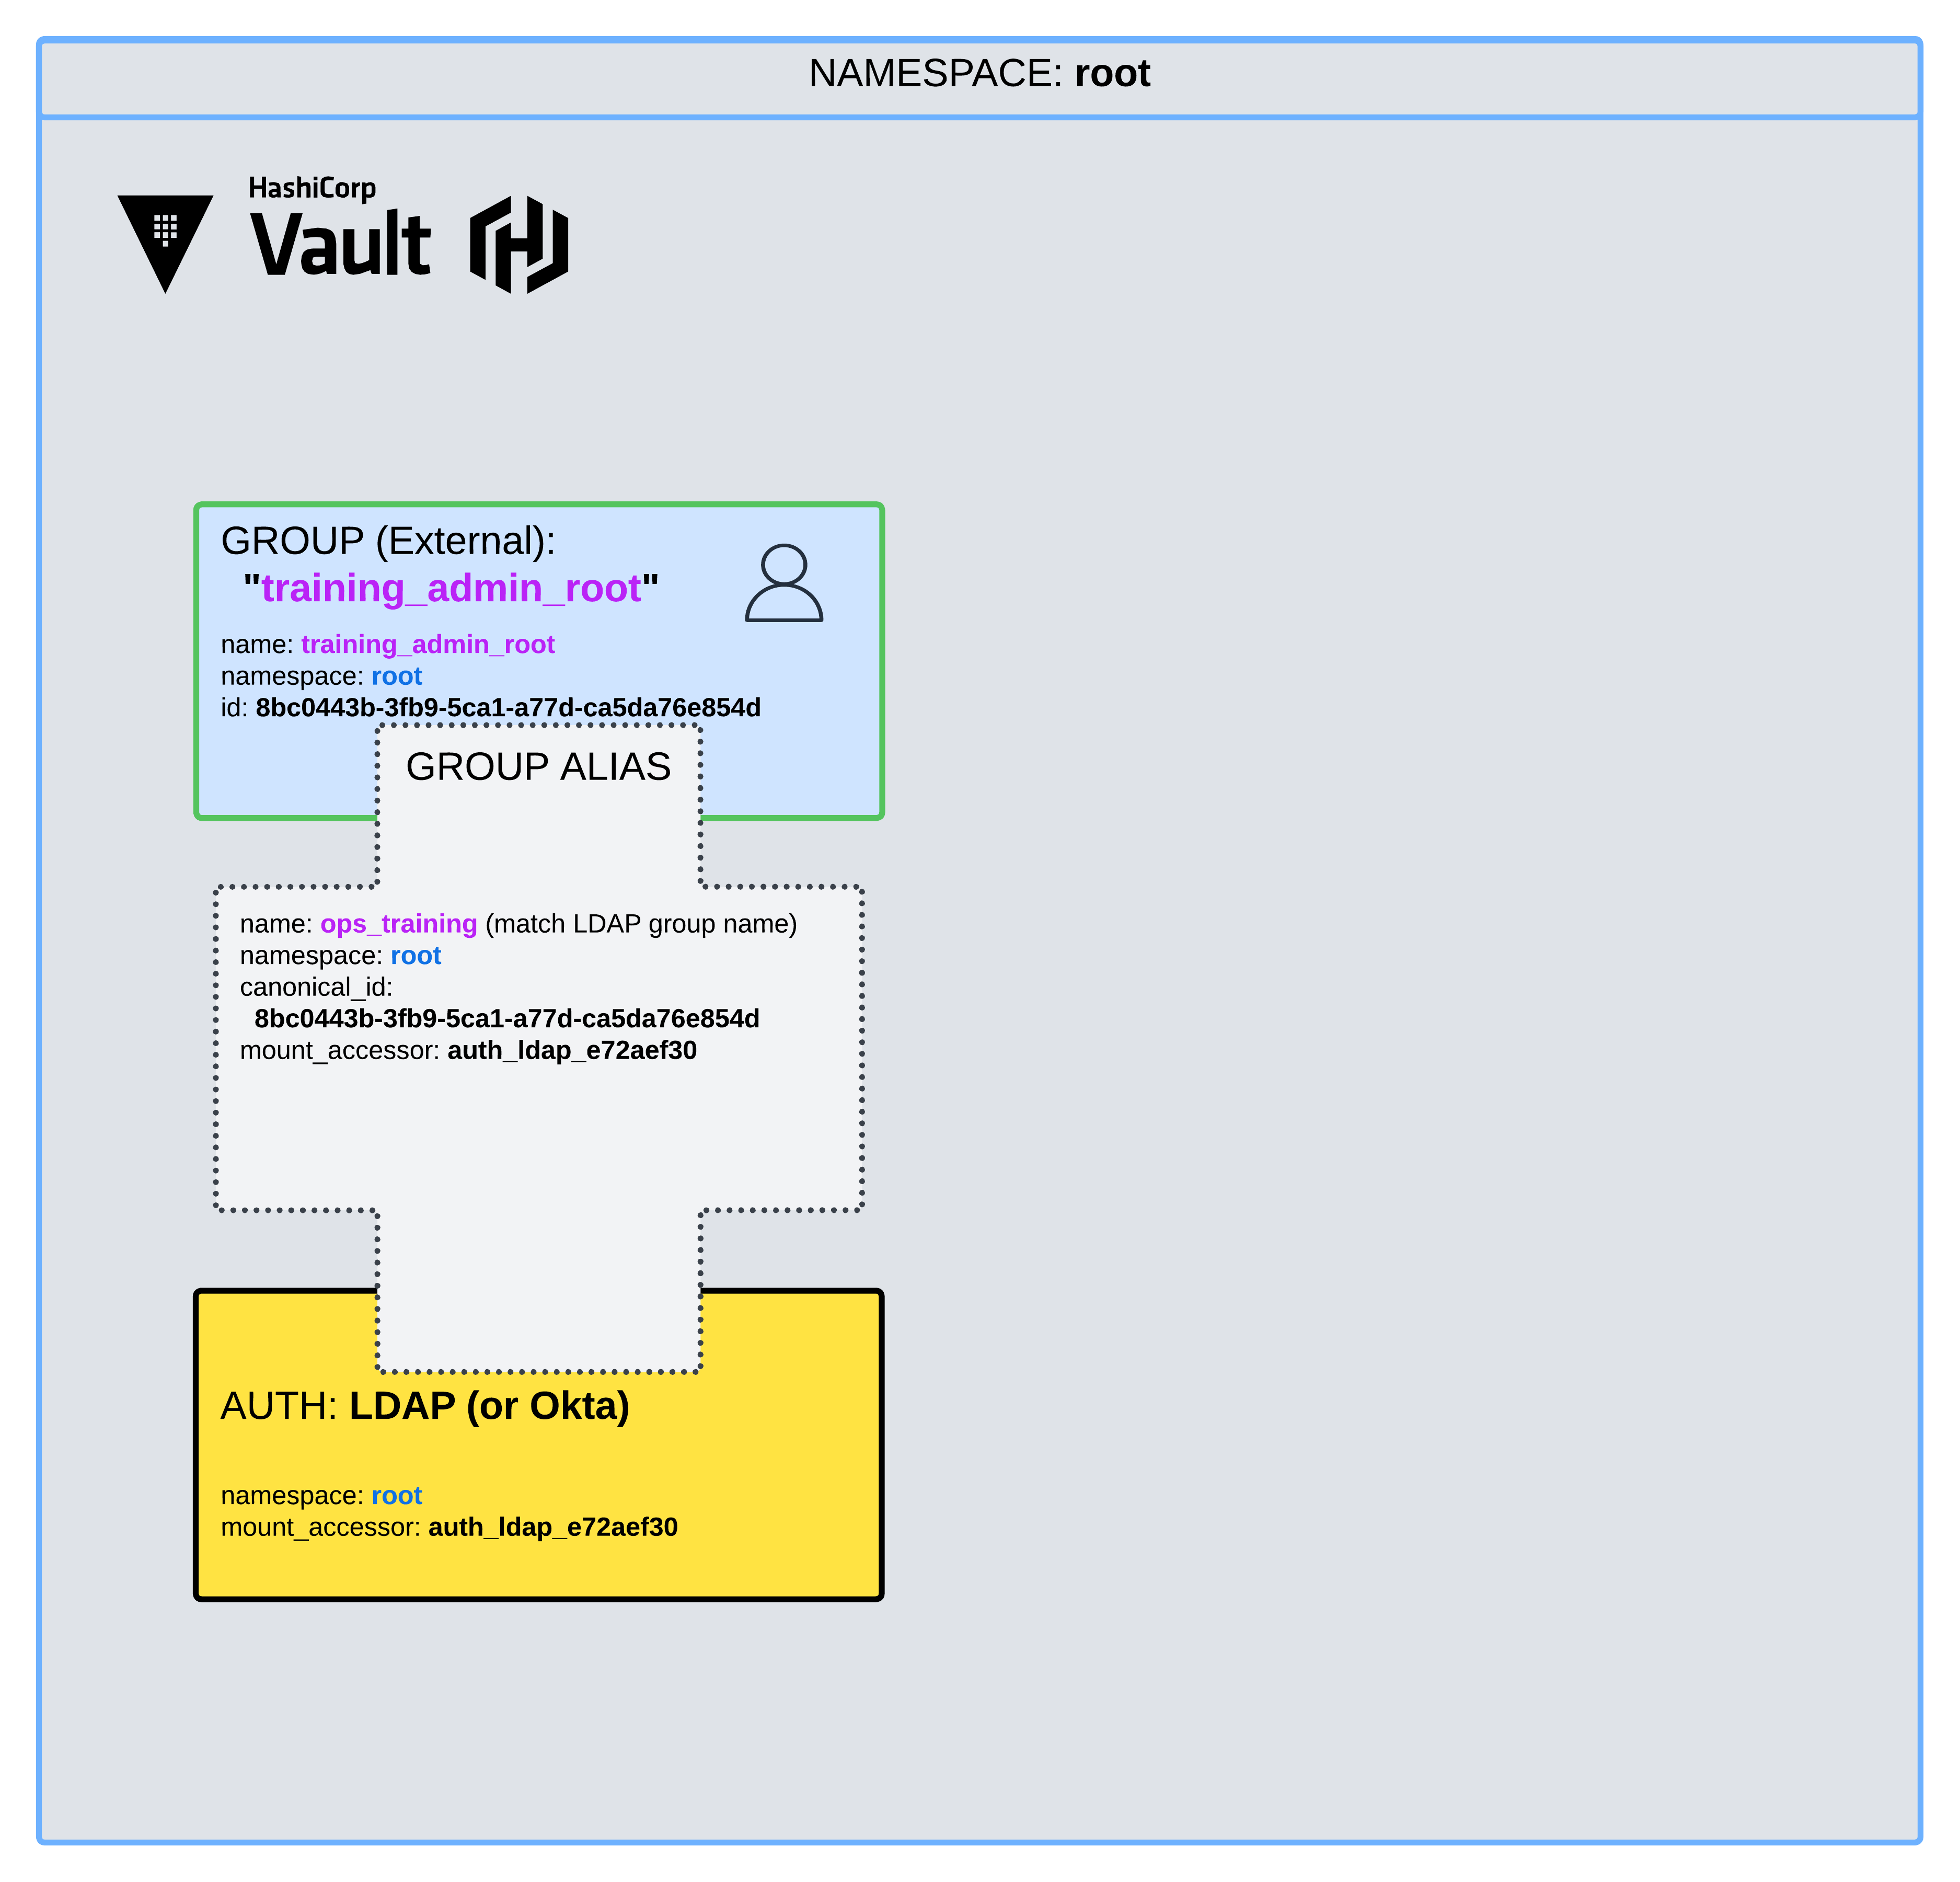 NAMESPACE: root
HashiCorp
Vault
GROUP (External):
"training_admin_root"
name: training_admin_root
namespace: root
id: 8bc0443b-3fb9-5ca1-a77d-ca5da76e854d
GROUP ALIAS
name: ops_training (match LDAP group name)
namespace: root
canonical_id:
8bc0443b-3fb9-5ca1-a77d-ca5da76e854d
mount_accessor: auth_ldap_e72aef30
AUTH: LDAP (or Okta)
namespace: root
mount_accessor: auth_ldap_e72aef30